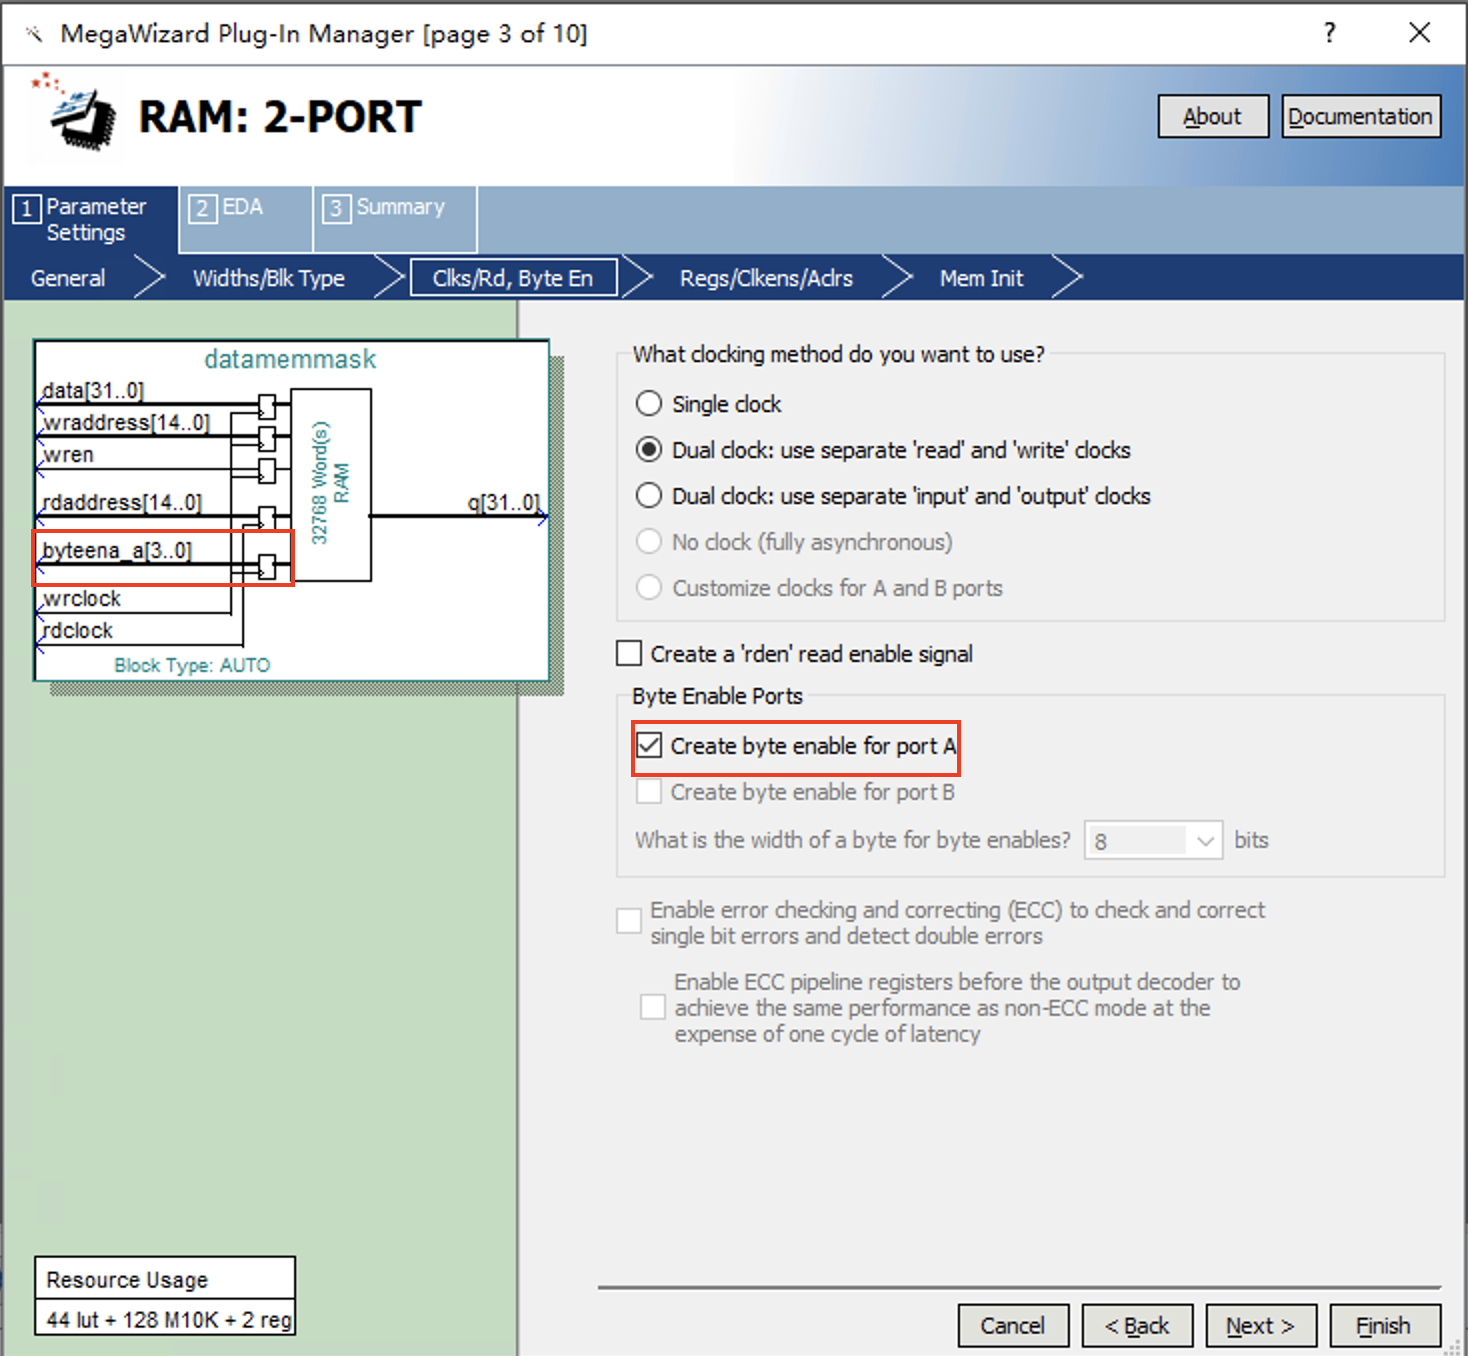 MegaWizard Plug-In Manager [page 3 of 10]
?
RAM: 2-PORT
About
Documentation
1 Parameter Settings
2 EDA
3 Summary
General
Widths/Blk Type
Clks/Rd, Byte En
Regs/Clkens/Aclrs
Mem Init
datamemmask
data[31..0]
wraddress[14..0]
wren
rdaddress[14..0]
byteena_a[3..0]
wrclock
rdclock
32768 Word(s)
RAM
q[31..0]
Block Type: AUTO
What clocking method do you want to use?
Single clock
Dual clock: use separate 'read' and 'write' clocks
Dual clock: use separate 'input' and 'output' clocks
No clock (fully asynchronous)
Customize clocks for A and B ports
Create a 'rden' read enable signal
Byte Enable Ports
Create byte enable for port A
Create byte enable for port B
What is the width of a byte for byte enables? 8 bits
Enable error checking and correcting (ECC) to check and correct
single bit errors and detect double errors
Enable ECC pipeline registers before the output decoder to
achieve the same performance as non-ECC mode at the
expense of one cycle of latency
Resource Usage
44 lut + 128 M10K + 2 reg
Cancel
< Back
Next >
Finish